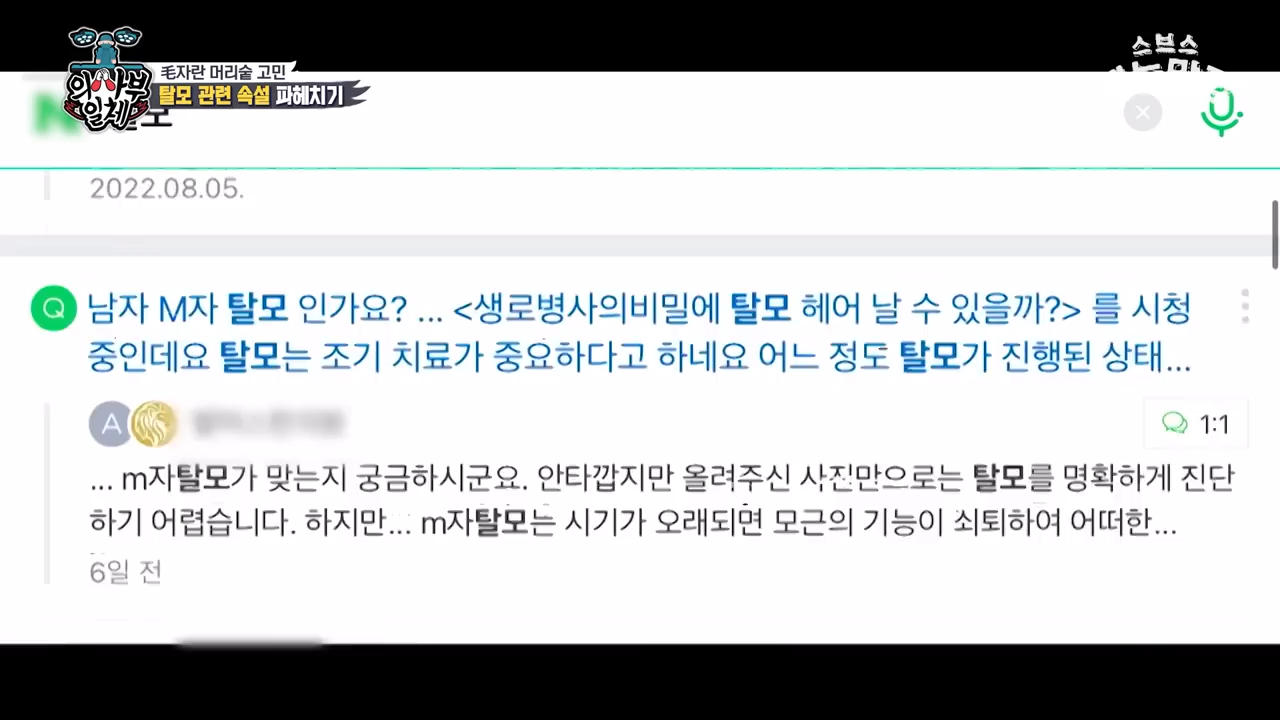 스브스
의사부
일체
毛자란 머리숱 고민
탈모 관련 속설 파헤치기
2022.08.05.
Q
남자 M자 탈모 인가요? ... <생로병사의비밀에 탈모 헤어 날 수 있을까?> 를 시청
중인데요 탈모는 조기 치료가 중요하다고 하네요 어느 정도 탈모가 진행된 상태...
A
1:1
... m자탈모가 맞는지 궁금하시군요. 안타깝지만 올려주신 사진만으로는 탈모를 명확하게 진단
하기 어렵습니다. 하지만... m자탈모는 시기가 오래되면 모근의 기능이 쇠퇴하여 어떠한...
6일 전